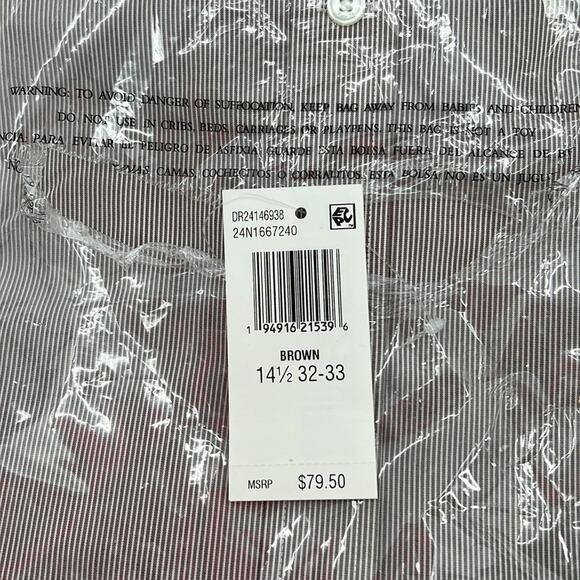 WARNING: TO AVOID DANGER OF SUFFOCATION, KEEP BAG AWAY FROM BABIES AND CHILDREN
DO NOT USE IN CRIBS, BEDS, CARRIAGES OR PLAYPENS. THIS BAG IS NOT A TOY
PARA EVITAR EL PELIGRO DE ASFIXIA GUARDE ESTA BOLSA FUERA DEL ALCANCE DE
CAMAS, COCHECITOS O CORRALITOS. ESTA BOLSA NO ES UN
DR24146938
24N1667240
1 94916 21539 6
BROWN
14½ 32-33
MSRP $79.50